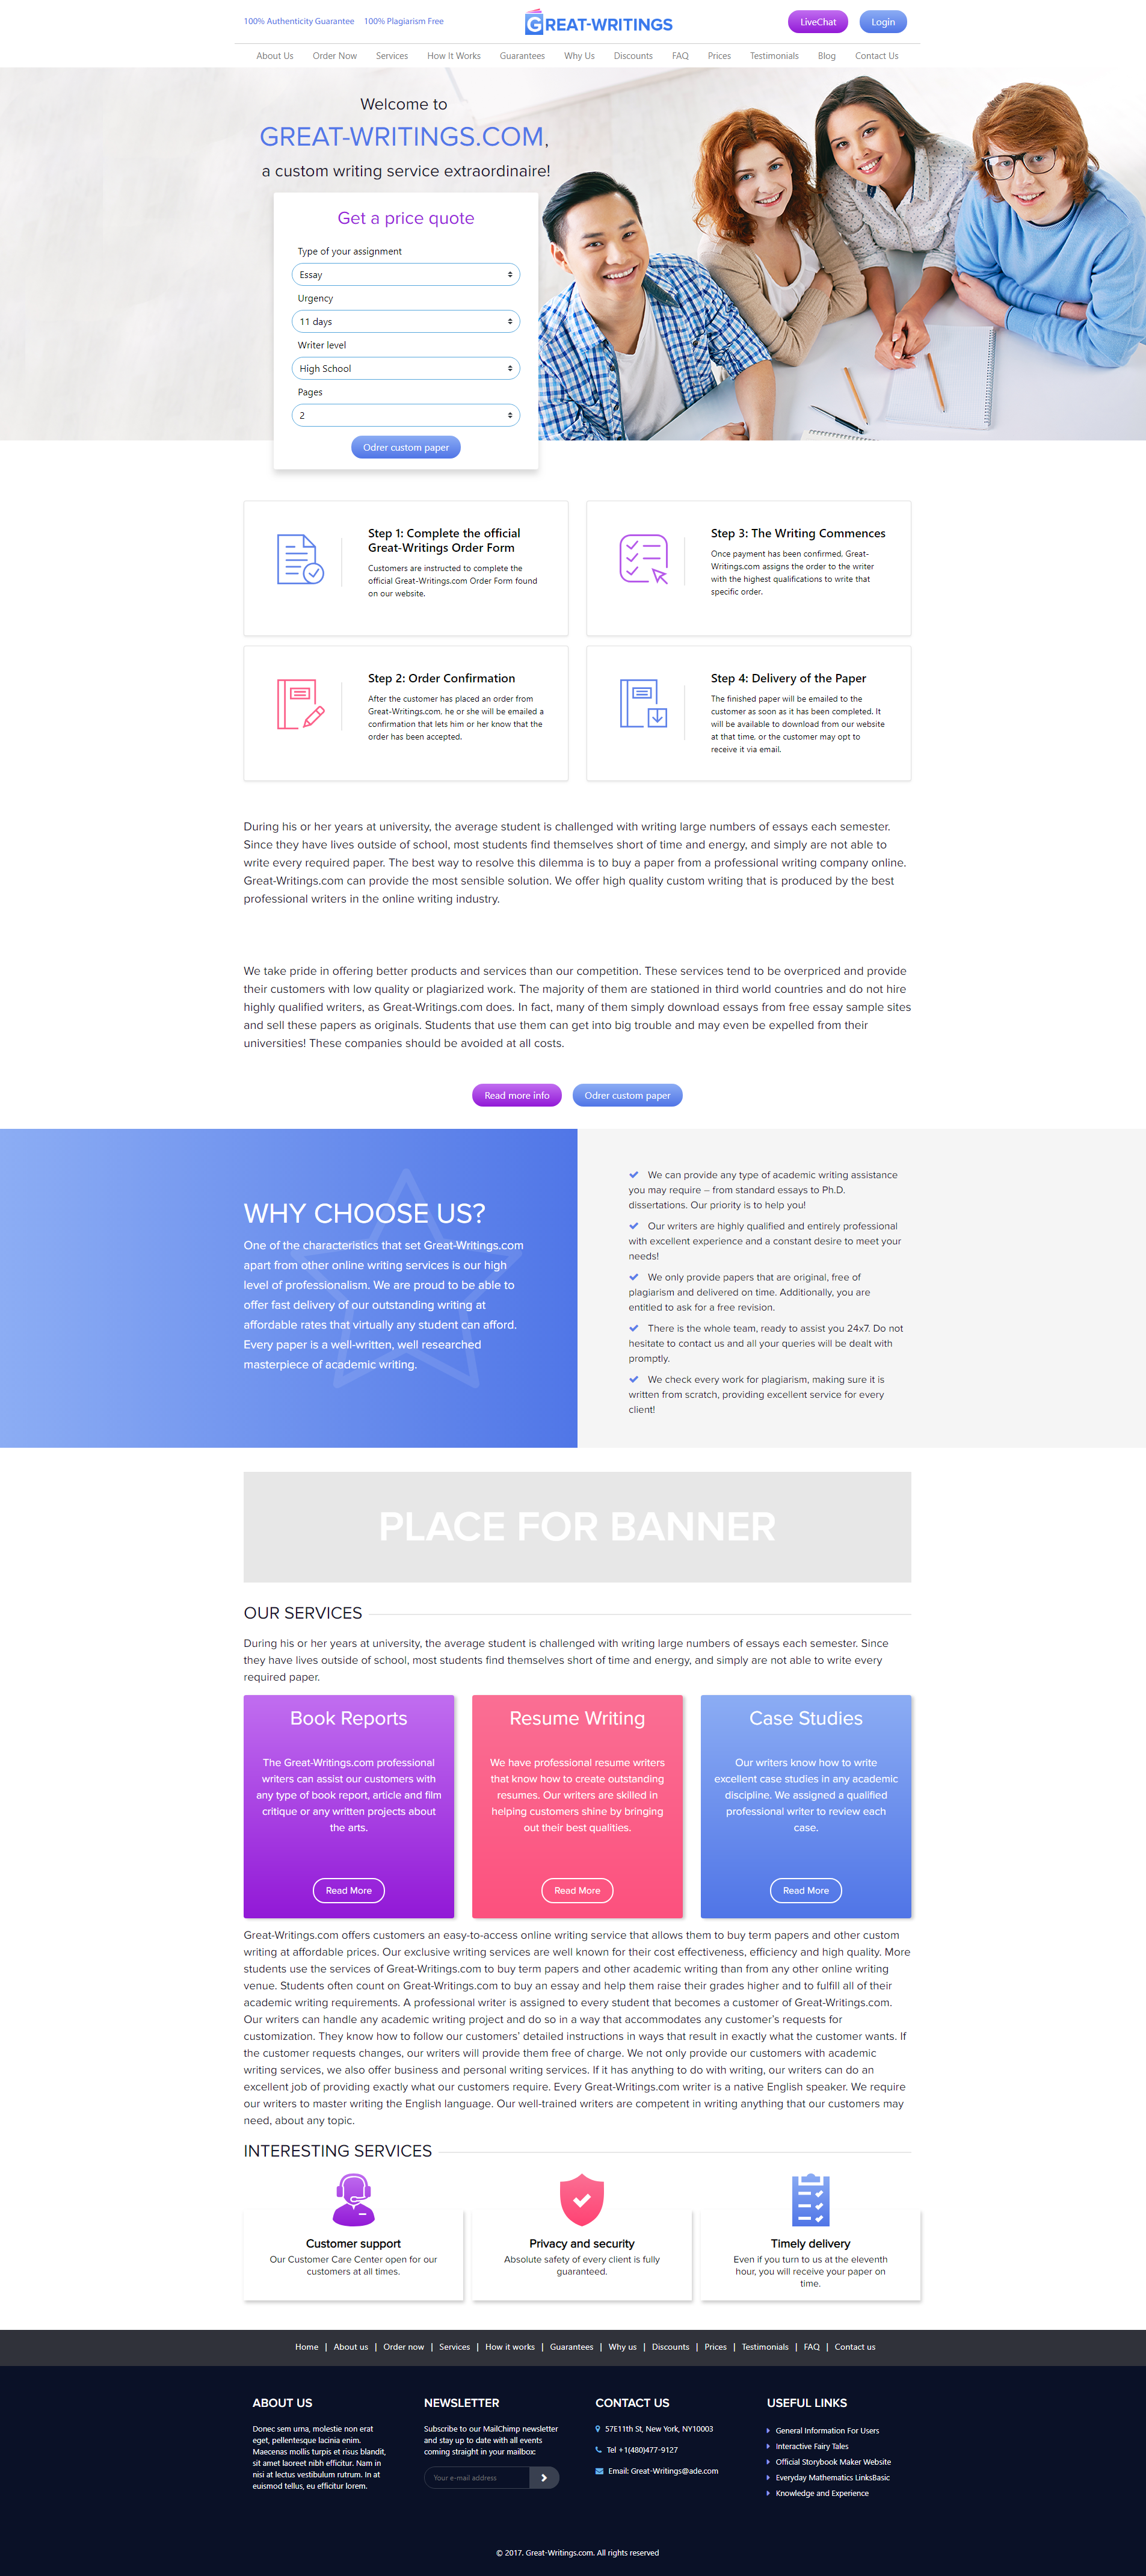 100% Authenticity Guarantee 100% Plagiarism Free
GREAT-WRITINGS
LiveChat Login
About Us Order Now Services How It Works Guarantees Why Us Discounts FAQ Prices Testimonials Blog Contact Us
Welcome to
GREAT-WRITINGS.COM,
a custom writing service extraordinaire!
Get a price quote
Type of your assignment
Essay
Urgency
11 days
Writer level
High School
Pages
2
Odrer custom paper
Step 1: Complete the official
Great-Writings Order Form
Customers are instructed to complete the
official Great-Writings.com Order Form found
on our website.
Step 3: The Writing Commences
Once payment has been confirmed, Great-
Writings.com assigns the order to the writer
with the highest qualifications to write that
specific order.
Step 2: Order Confirmation
After the customer has placed an order from
Great-Writings.com, he or she will be emailed a
confirmation that lets him or her know that the
order has been accepted.
Step 4: Delivery of the Paper
The finished paper will be emailed to the
customer as soon as it has been completed. It
will be available to download from our website
at that time, or the customer may opt to
receive it via email.
During his or her years at university, the average student is challenged with writing large numbers of essays each semester.
Since they have lives outside of school, most students find themselves short of time and energy, and simply are not able to
write every required paper. The best way to resolve this dilemma is to buy a paper from a professional writing company online.
Great-Writings.com can provide the most sensible solution. We offer high quality custom writing that is produced by the best
professional writers in the online writing industry.
We take pride in offering better products and services than our competition. These services tend to be overpriced and provide
their customers with low quality or plagiarized work. The majority of them are stationed in third world countries and do not hire
highly qualified writers, as Great-Writings.com does. In fact, many of them simply download essays from free essay sample sites
and sell these papers as originals. Students that use them can get into big trouble and may even be expelled from their
universities! These companies should be avoided at all costs.
Read more info Odrer custom paper
WHY CHOOSE US?
One of the characteristics that set Great-Writings.com
apart from other online writing services is our high
level of professionalism. We are proud to be able to
offer fast delivery of our outstanding writing at
affordable rates that virtually any student can afford.
Every paper is a well-written, well researched
masterpiece of academic writing.
We can provide any type of academic writing assistance
you may require – from standard essays to Ph.D.
dissertations. Our priority is to help you!
Our writers are highly qualified and entirely professional
with excellent experience and a constant desire to meet your
needs!
We only provide papers that are original, free of
plagiarism and delivered on time. Additionally, you are
entitled to ask for a free revision.
There is the whole team, ready to assist you 24x7. Do not
hesitate to contact us and all your queries will be dealt with
promptly.
We check every work for plagiarism, making sure it is
written from scratch, providing excellent service for every
client!
PLACE FOR BANNER
OUR SERVICES
During his or her years at university, the average student is challenged with writing large numbers of essays each semester. Since
they have lives outside of school, most students find themselves short of time and energy, and simply are not able to write every
required paper.
Book Reports
The Great-Writings.com professional
writers can assist our customers with
any type of book report, article and film
critique or any written projects about
the arts.
Read More
Resume Writing
We have professional resume writers
that know how to create outstanding
resumes. Our writers are skilled in
helping customers shine by bringing
out their best qualities.
Read More
Case Studies
Our writers know how to write
excellent case studies in any academic
discipline. We assigned a qualified
professional writer to review each
case.
Read More
Great-Writings.com offers customers an easy-to-access online writing service that allows them to buy term papers and other custom
writing at affordable prices. Our exclusive writing services are well known for their cost effectiveness, efficiency and high quality. More
students use the services of Great-Writings.com to buy term papers and other academic writing than from any other online writing
venue. Students often count on Great-Writings.com to buy an essay and help them raise their grades higher and to fulfill all of their
academic writing requirements. A professional writer is assigned to every student that becomes a customer of Great-Writings.com.
Our writers can handle any academic writing project and do so in a way that accommodates any customer's requests for
customization. They know how to follow our customers' detailed instructions in ways that result in exactly what the customer wants. If
the customer requests changes, our writers will provide them free of charge. We not only provide our customers with academic
writing services, we also offer business and personal writing services. If it has anything to do with writing, our writers can do an
excellent job of providing exactly what our customers require. Every Great-Writings.com writer is a native English speaker. We require
our writers to master writing the English language. Our well-trained writers are competent in writing anything that our customers may
need, about any topic.
INTERESTING SERVICES
Customer support
Our Customer Care Center open for our
customers at all times.
Privacy and security
Absolute safety of every client is fully
guaranteed.
Timely delivery
Even if you turn to us at the eleventh
hour, you will receive your paper on
time.
Home | About us | Order now | Services | How it works | Guarantees | Why us | Discounts | Prices | Testimonials | FAQ | Contact us
ABOUT US
Donec sem urna, molestie non erat
eget, pellentesque lacinia enim.
Maecenas mollis turpis et risus blandit,
sit amet laoreet nibh efficitur. Nam in
nisi at lectus vestibulum rutrum. In at
euismod tellus, eu efficitur lorem.
NEWSLETTER
Subscribe to our MailChimp newsletter
and stay up to date with all events
coming straight in your mailbox:
Your e-mail address
CONTACT US
57E11th St, New York, NY10003
Tel +1(480)477-9127
Email: Great-Writings@ade.com
USEFUL LINKS
General Information For Users
Interactive Fairy Tales
Official Storybook Maker Website
Everyday Mathematics LinksBasic
Knowledge and Experience
© 2017. Great-Writings.com. All rights reserved